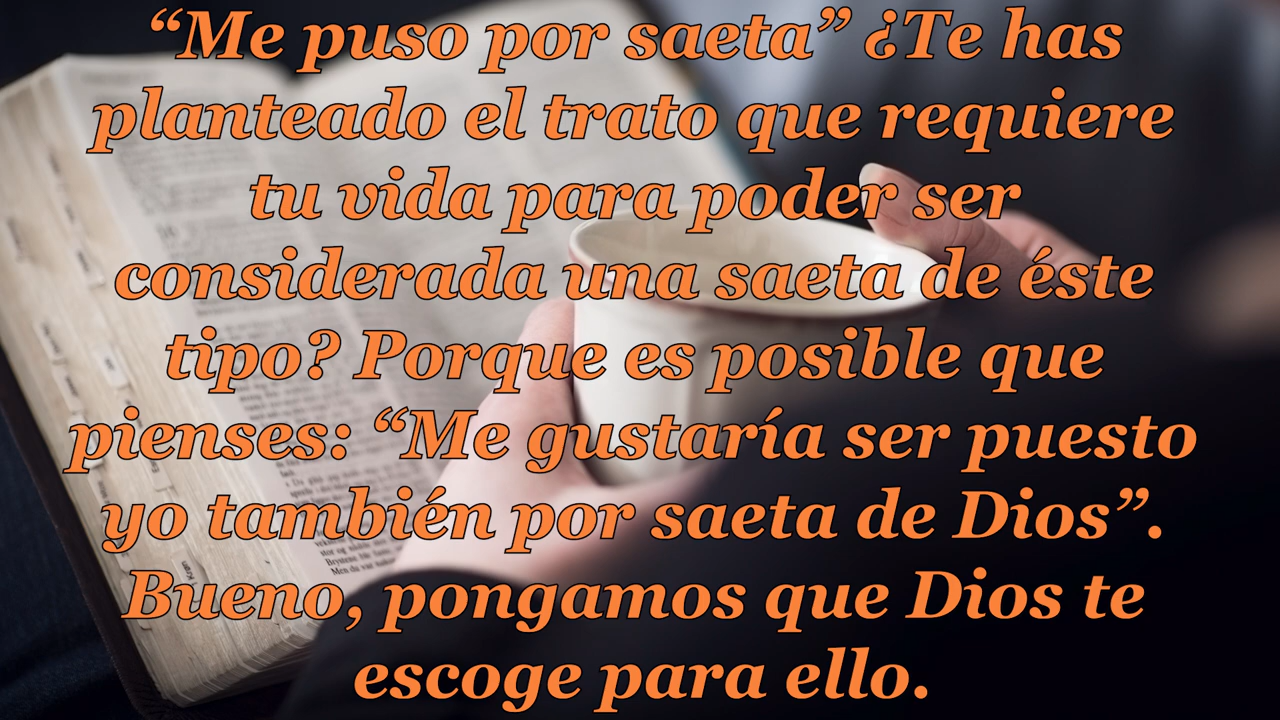 “Me puso por saeta” ¿Te has
planteado el trato que requiere
tu vida para poder ser
considerada una saeta de éste
tipo? Porque es posible que
pienses: “Me gustaría ser puesto
yo también por saeta de Dios”.
Bueno, pongamos que Dios te
escoge para ello.